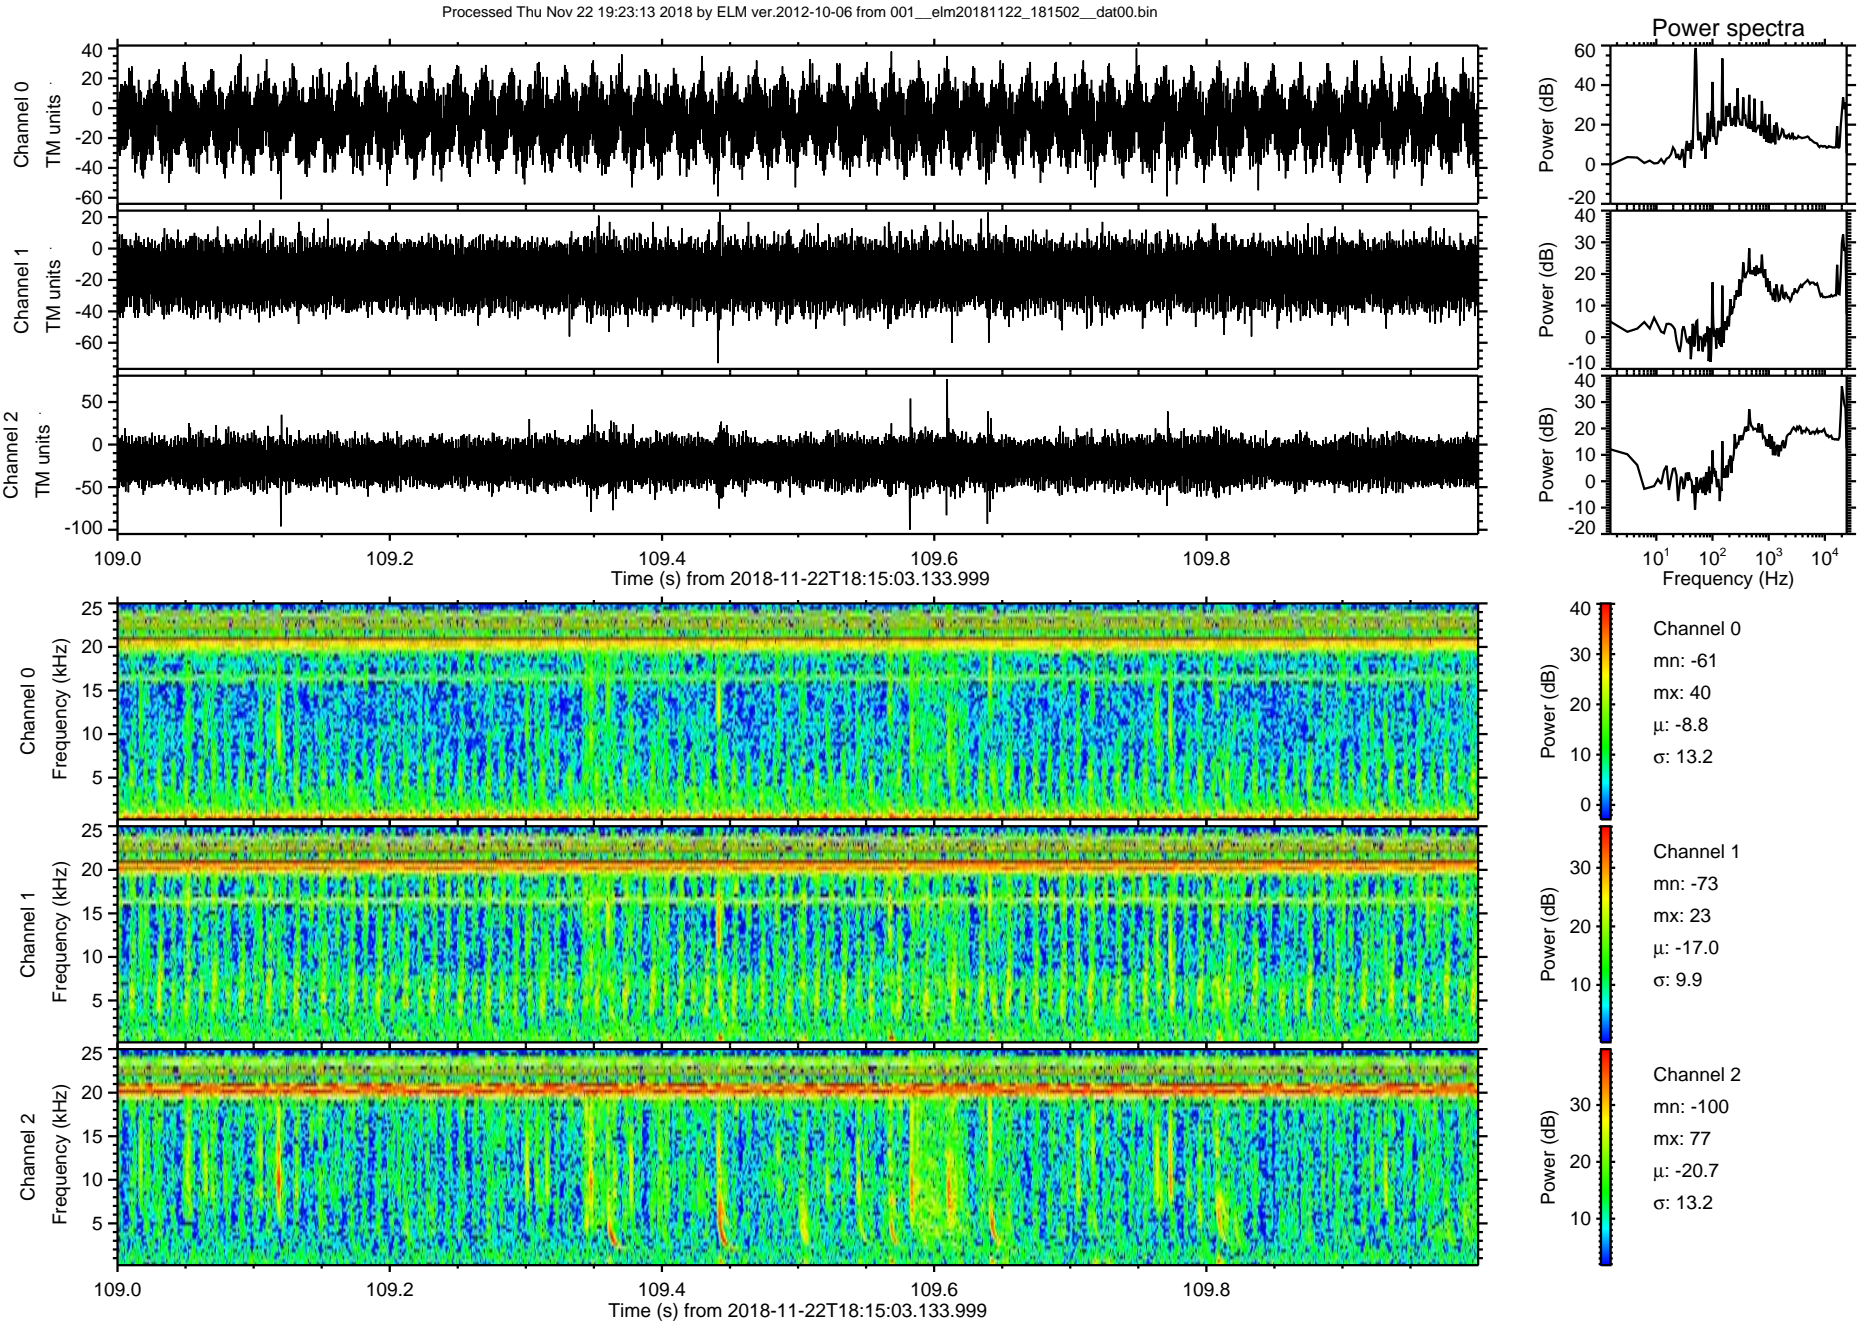 Processed Thu Nov 22 19:23:13 2018 by ELM ver.2012-10-06 from 001__elm20181122_181502__dat00.bin
Power spectra
Channel 0
TM units
40
20
0
-20
-40
-60
Power (dB)
60
40
20
0
-20
Channel 1
TM units
20
0
-20
-40
-60
Power (dB)
40
30
20
10
0
-10
Channel 2
TM units
50
0
-50
-100
Power (dB)
40
30
20
10
0
-10
-20
109.0 109.2 109.4 109.6 109.8
Time (s) from 2018-11-22T18:15:03.133.999
10^1 10^2 10^3 10^4
Frequency (Hz)
Channel 0
Frequency (kHz)
25
20
15
10
5
Power (dB)
40
30
20
10
0
Channel 0
mn: -61
mx: 40
μ: -8.8
σ: 13.2
Channel 1
Frequency (kHz)
25
20
15
10
5
Power (dB)
30
20
10
Channel 1
mn: -73
mx: 23
μ: -17.0
σ: 9.9
Channel 2
Frequency (kHz)
25
20
15
10
5
Power (dB)
30
20
10
Channel 2
mn: -100
mx: 77
μ: -20.7
σ: 13.2
109.0 109.2 109.4 109.6 109.8
Time (s) from 2018-11-22T18:15:03.133.999